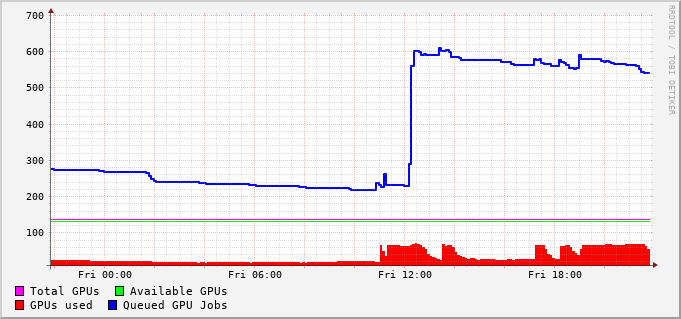 700
600
500
400
300
200
100
Fri 00:00 Fri 06:00 Fri 12:00 Fri 18:00
Total GPUs Available GPUs
GPUs used Queued GPU Jobs
RRDTOOL / TOBI OETIKER